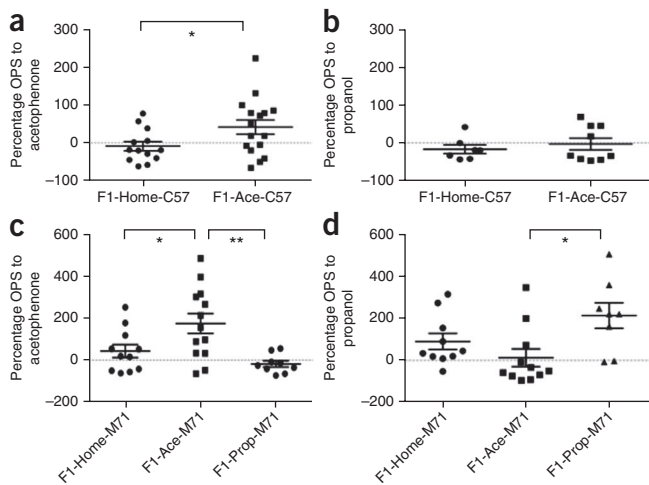 a
Percentage OPS to
acetophenone
300
200
100
0
–100
*
F1-Home-C57
F1-Ace-C57
b
Percentage OPS to
propanol
300
200
100
0
–100
F1-Home-C57
F1-Ace-C57
c
Percentage OPS to
acetophenone
600
400
200
0
–200
*
**
F1-Home-M71
F1-Ace-M71
F1-Prop-M71
d
Percentage OPS to
propanol
600
400
200
0
–200
*
F1-Home-M71
F1-Ace-M71
F1-Prop-M71